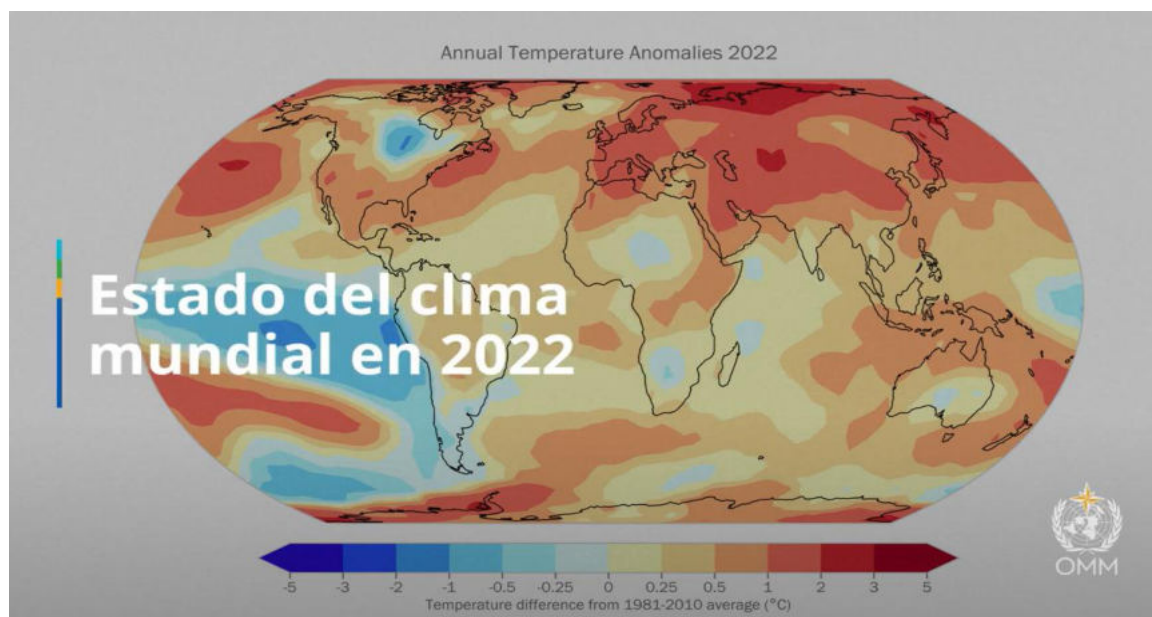 Annual Temperature Anomalies 2022
Estado del clima
mundial en 2022
OMM
-5 -3 -2 -1 -0.5 -0.25 0 0.25 0.5 1 2 3 5
Temperature difference from 1981-2010 average (°C)